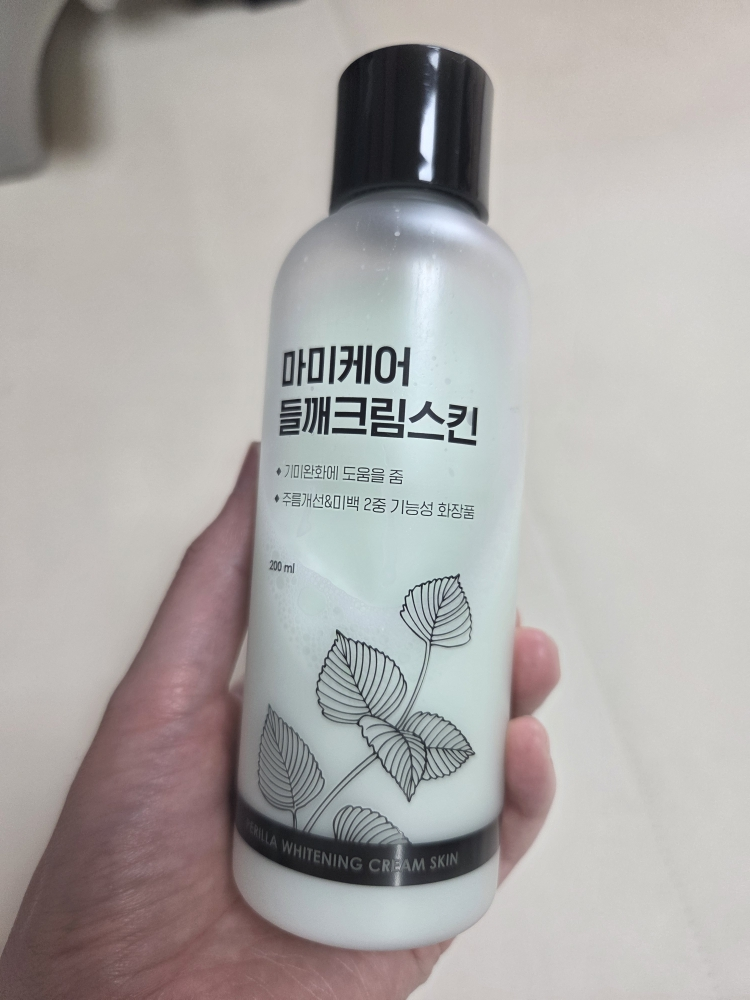 마미케어
들깨크림스킨
◆ 기미완화에 도움을 줌
◆ 주름개선&미백 2중 기능성 화장품
200 ml
PERILLA WHITENING CREAM SKIN